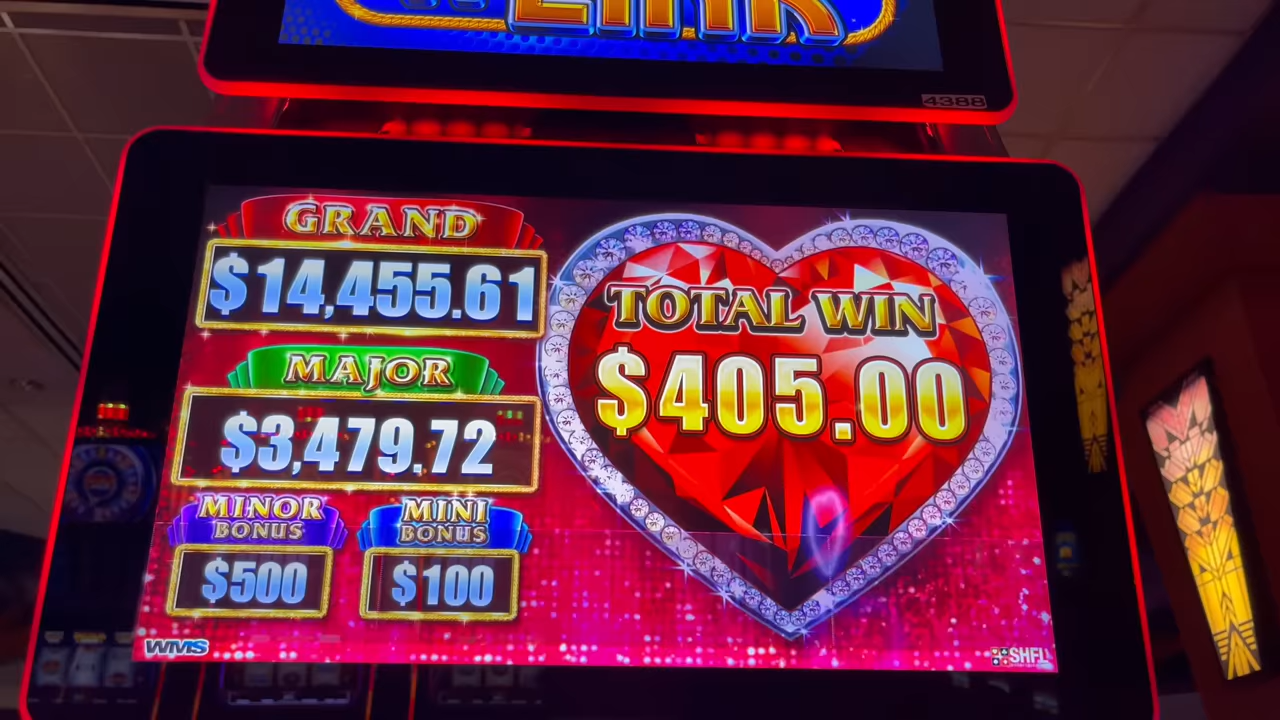 LINK
4388
GRAND
$14,455.61
MAJOR
$3,479.72
MINOR
BONUS
$500
MINI
BONUS
$100
TOTAL WIN
$405.00
WMS
SHFL